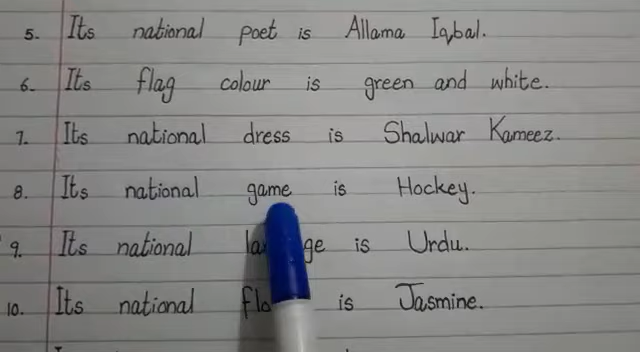 5. Its national poet is Allama Iqbal.
6. Its flag colour is green and white.
7. Its national dress is Shalwar Kameez.
8. Its national game is Hockey.
9. Its national is Urdu.
10. Its national is Jasmine.